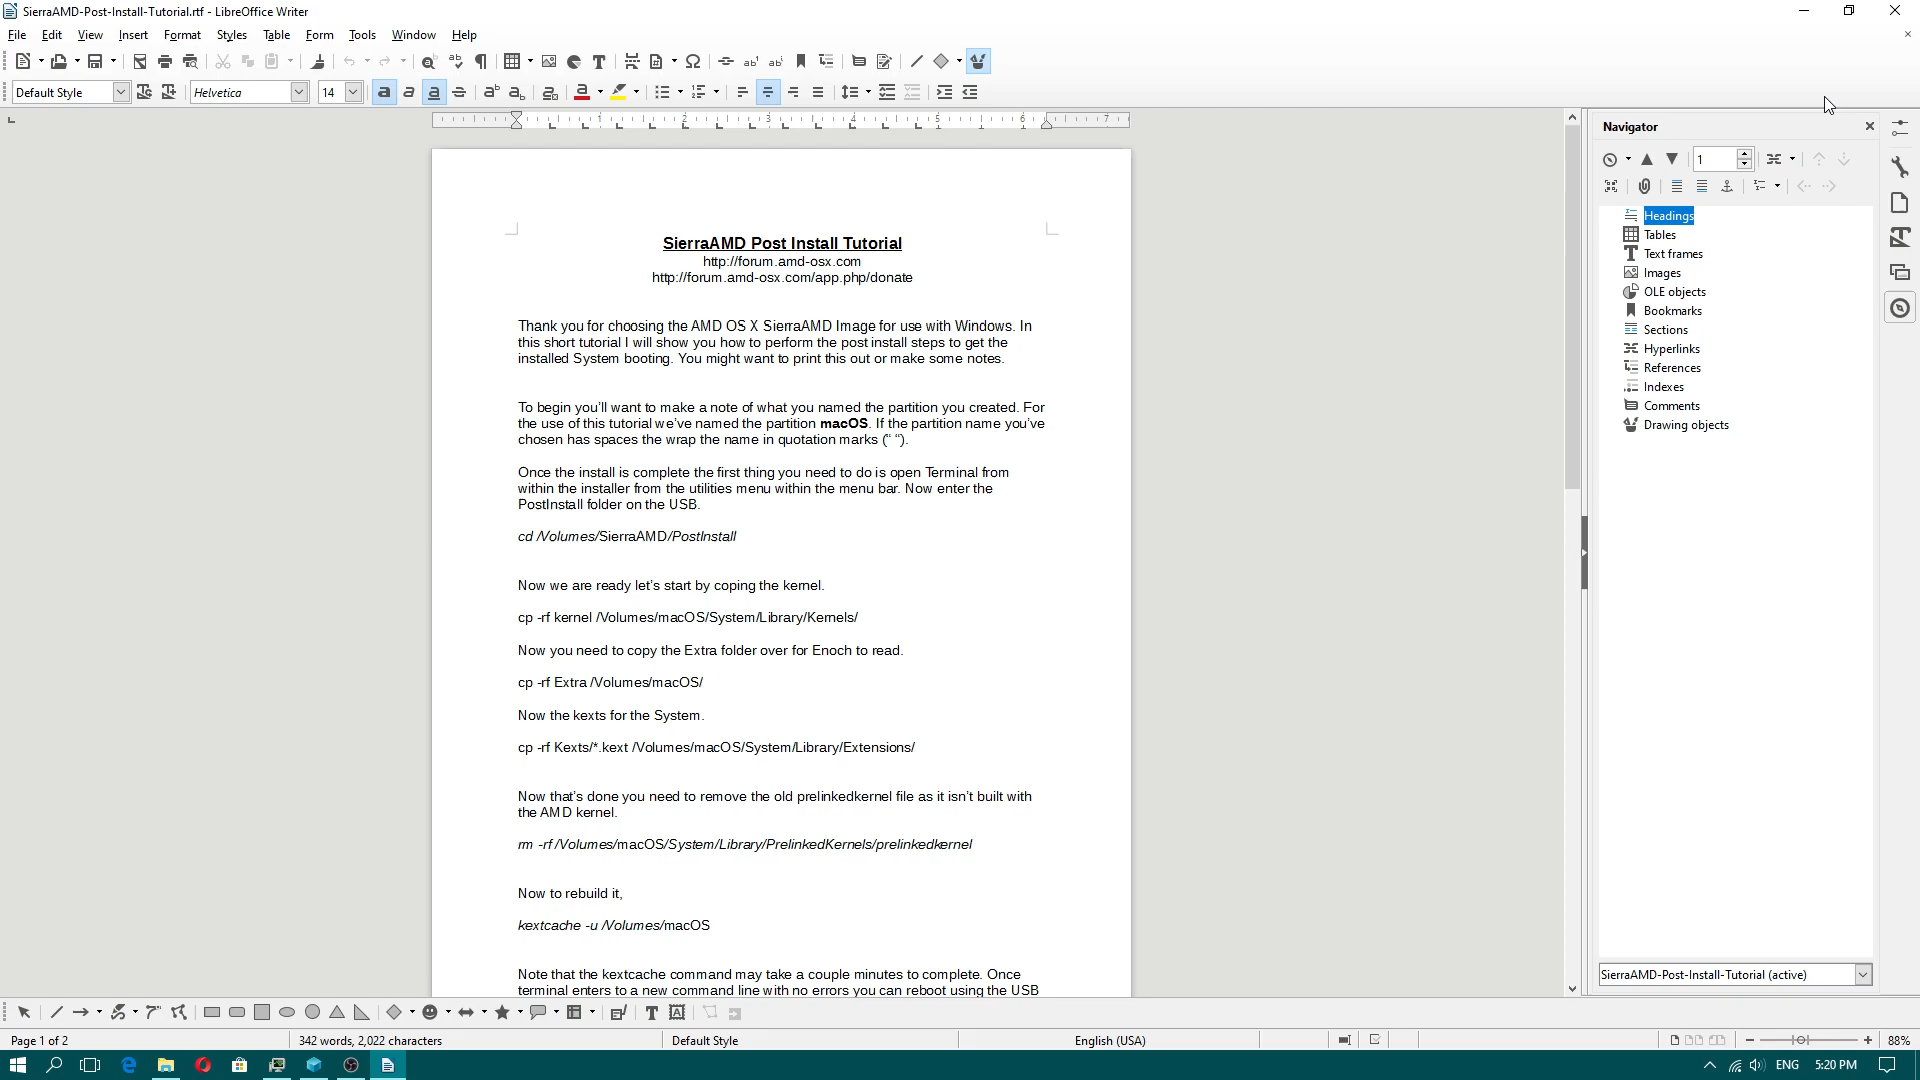 SierraAMD-Post-Install-Tutorial.rtf - LibreOffice Writer
File Edit View Insert Format Styles Table Form Tools Window Help
Default Style Helvetica 14
1 2 3 4 5 6 7
Navigator
1
Headings
Tables
Text frames
Images
OLE objects
Bookmarks
Sections
Hyperlinks
References
Indexes
Comments
Drawing objects
SierraAMD-Post-Install-Tutorial (active)
SierraAMD Post Install Tutorial
http://forum.amd-osx.com
http://forum.amd-osx.com/app.php/donate
Thank you for choosing the AMD OS X SierraAMD Image for use with Windows. In
this short tutorial I will show you how to perform the post install steps to get the
installed System booting. You might want to print this out or make some notes.
To begin you’ll want to make a note of what you named the partition you created. For
the use of this tutorial we’ve named the partition macOS. If the partition name you’ve
chosen has spaces the wrap the name in quotation marks (“ “).
Once the install is complete the first thing you need to do is open Terminal from
within the installer from the utilities menu within the menu bar. Now enter the
PostInstall folder on the USB.
cd /Volumes/SierraAMD/PostInstall
Now we are ready let’s start by coping the kernel.
cp -rf kernel /Volumes/macOS/System/Library/Kernels/
Now you need to copy the Extra folder over for Enoch to read.
cp -rf Extra /Volumes/macOS/
Now the kexts for the System.
cp -rf Kexts/*.kext /Volumes/macOS/System/Library/Extensions/
Now that’s done you need to remove the old prelinkedkernel file as it isn’t built with
the AMD kernel.
rm -rf /Volumes/macOS/System/Library/PrelinkedKernels/prelinkedkernel
Now to rebuild it,
kextcache -u /Volumes/macOS
Note that the kextcache command may take a couple minutes to complete. Once
terminal enters to a new command line with no errors you can reboot using the USB
Page 1 of 2 342 words, 2,022 characters Default Style English (USA) 88%
ENG 5:20 PM